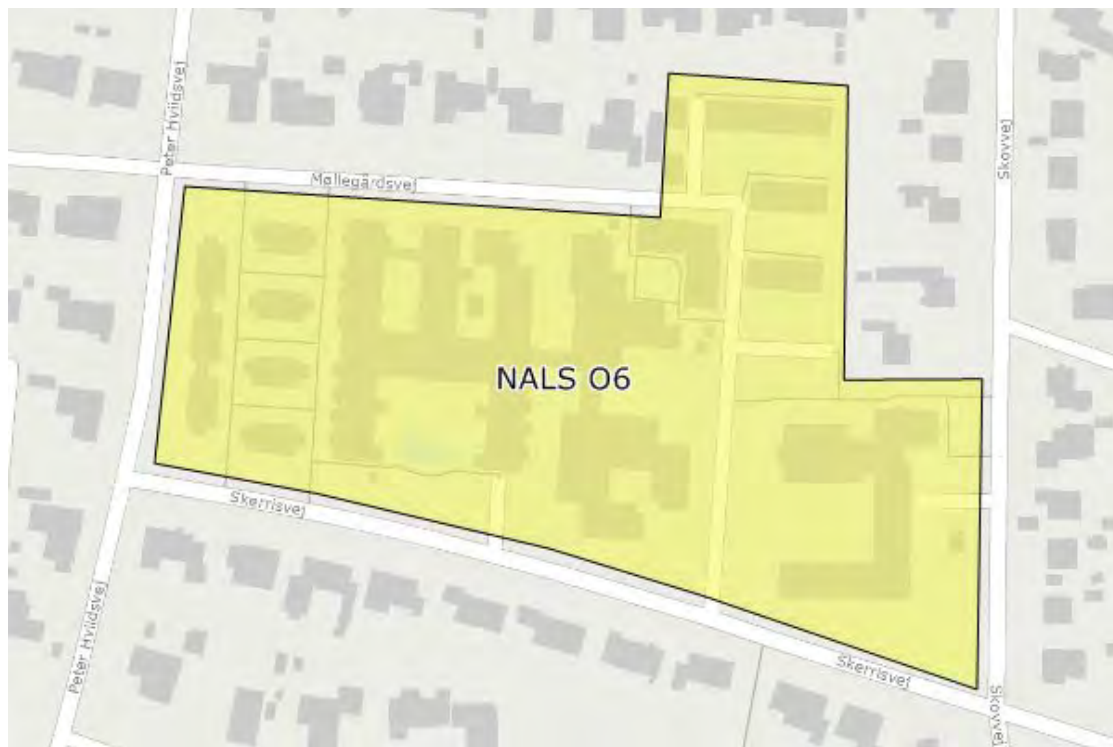 Peter Hviidsvej
Møllegårdsvej
Skovvej
NALS O6
Skerrisvej
Peter Hviidsvej
Skerrisvej
Skovvej